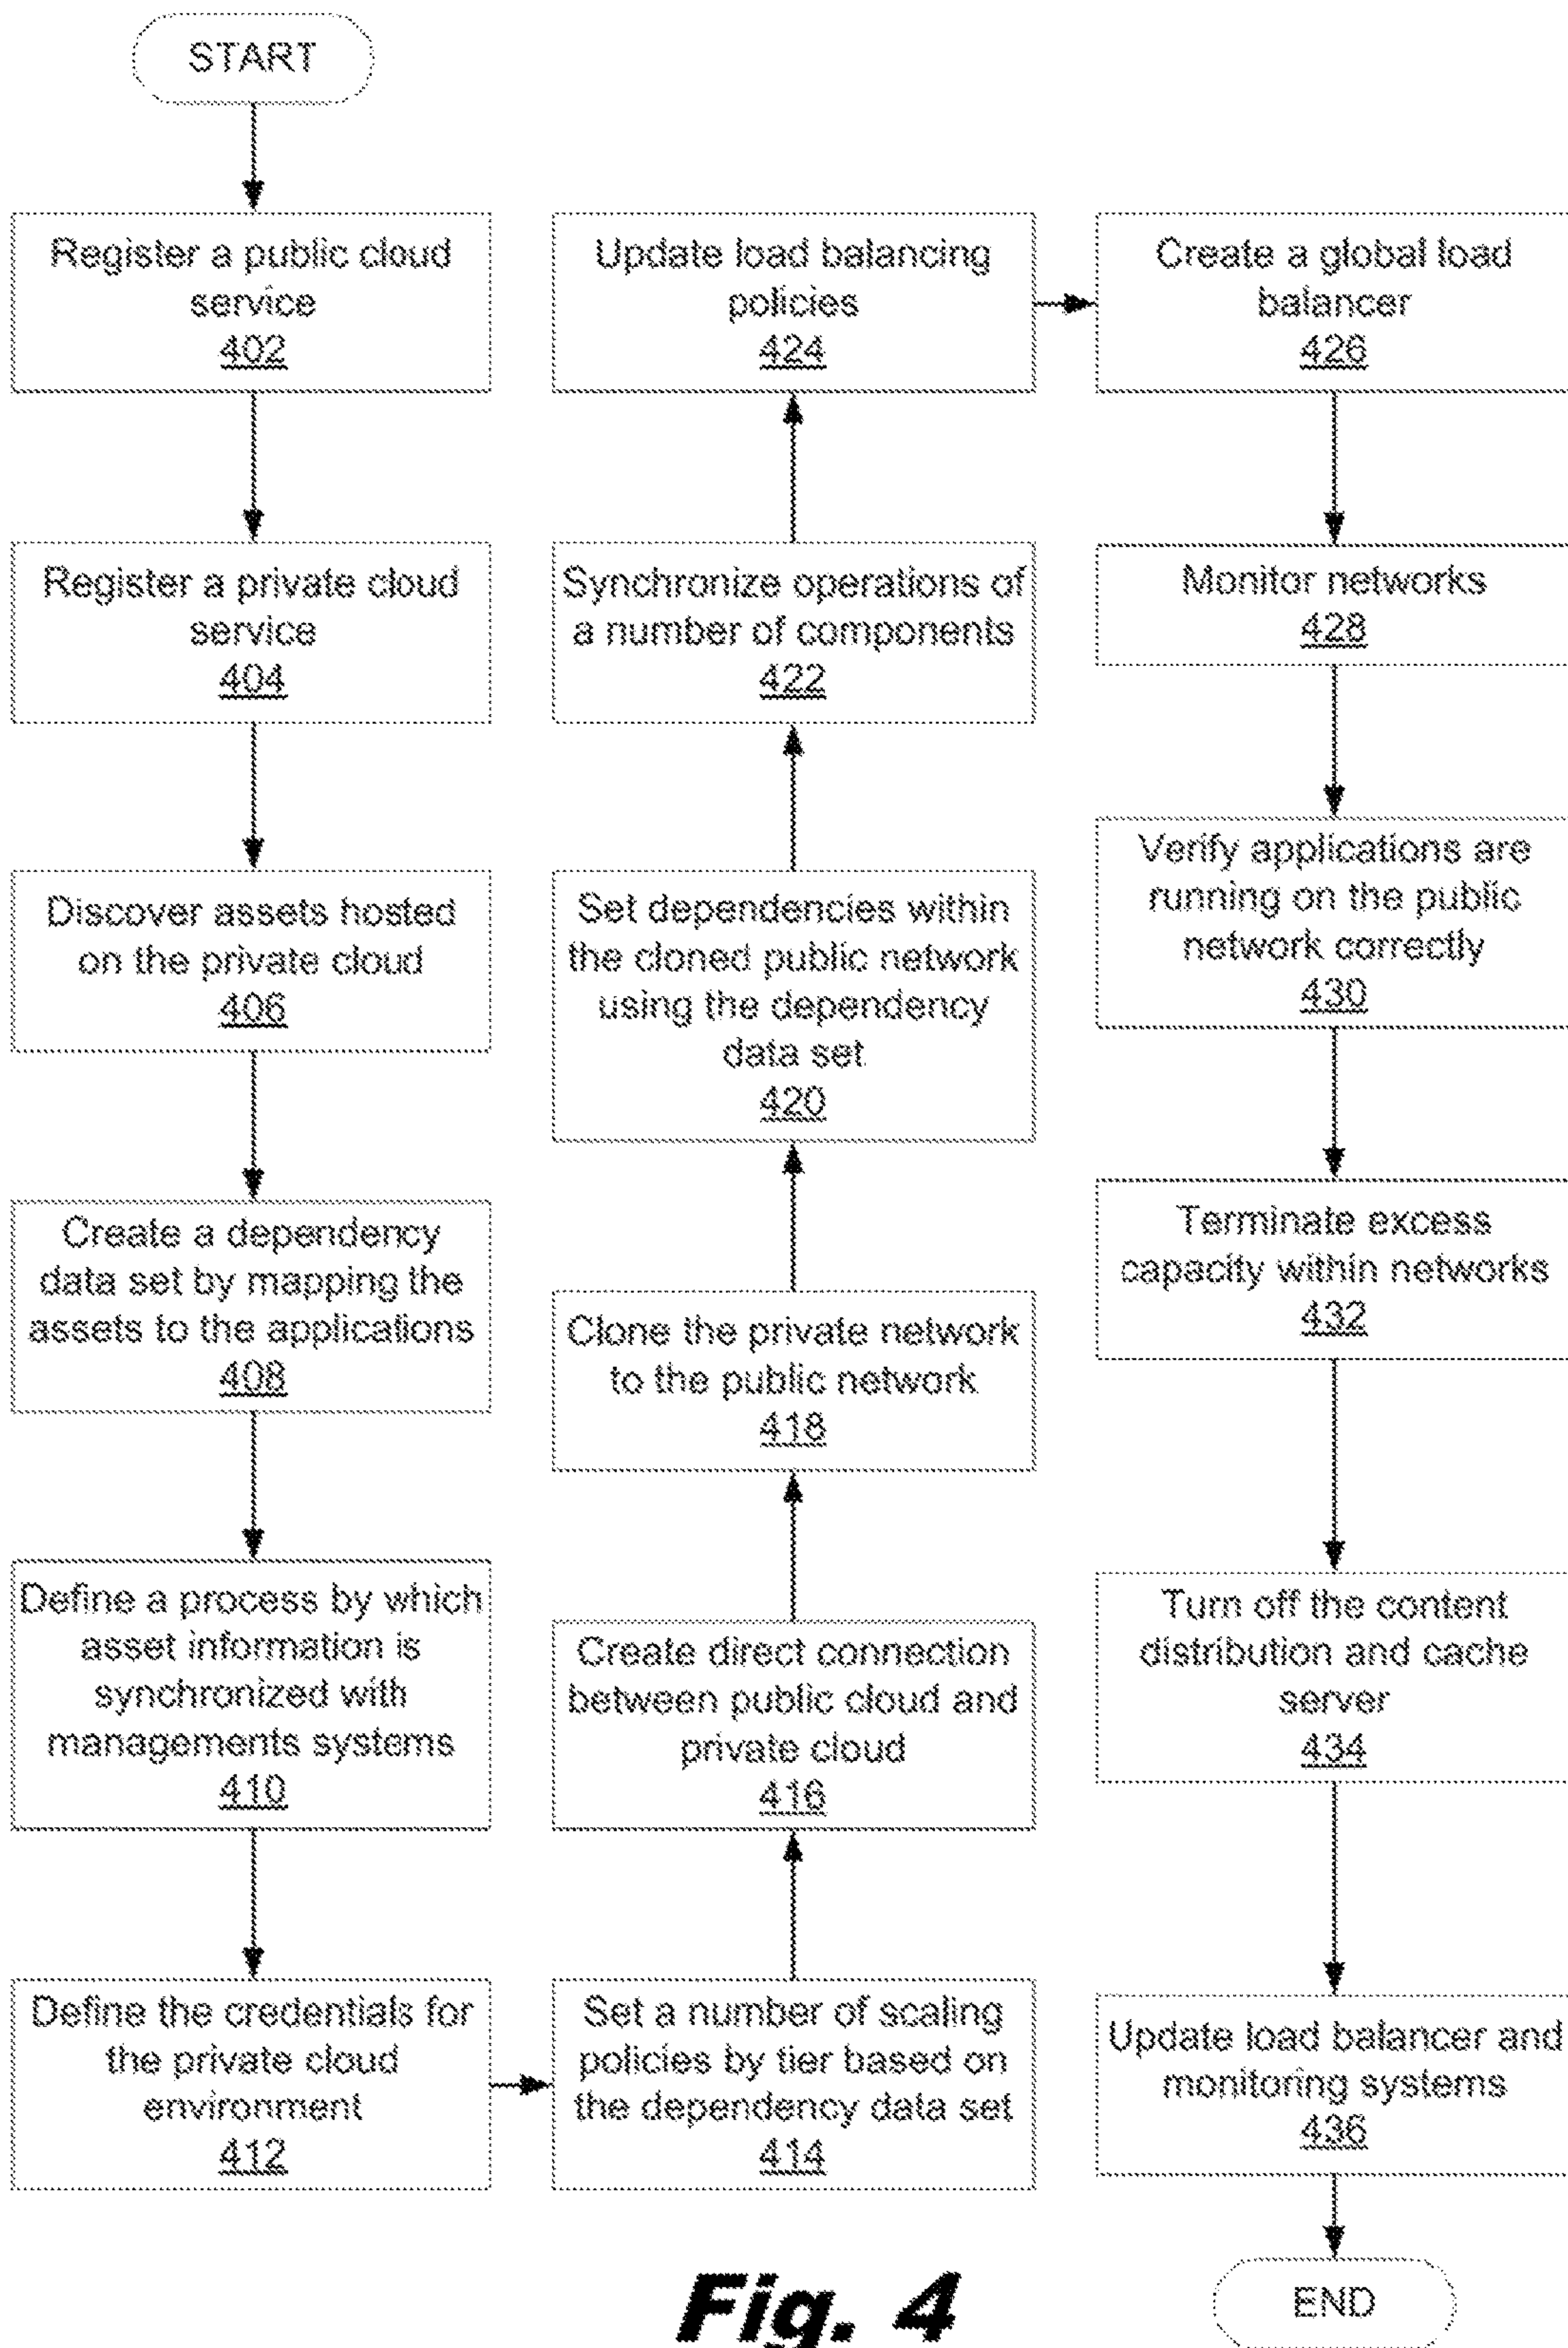 START
Register a public cloud
service
402
Register a private cloud
service
404
Discover assets hosted
on the private cloud
406
Create a dependency
data set by mapping the
assets to the applications
408
Define a process by which
asset information is
synchronized with
managements systems
410
Define the credentials for
the private cloud
environment
412
Set a number of scaling
policies by tier based on
the dependency data set
414
Create direct connection
between public cloud and
private cloud
416
Clone the private network
to the public network
418
Set dependencies within
the cloned public network
using the dependency
data set
420
Synchronize operations of
a number of components
422
Update load balancing
policies
424
Create a global load
balancer
426
Monitor networks
428
Verify applications are
running on the public
network correctly
430
Terminate excess
capacity within networks
432
Turn off the content
distribution and cache
server
434
Update load balancer and
monitoring systems
436
END
Fig. 4